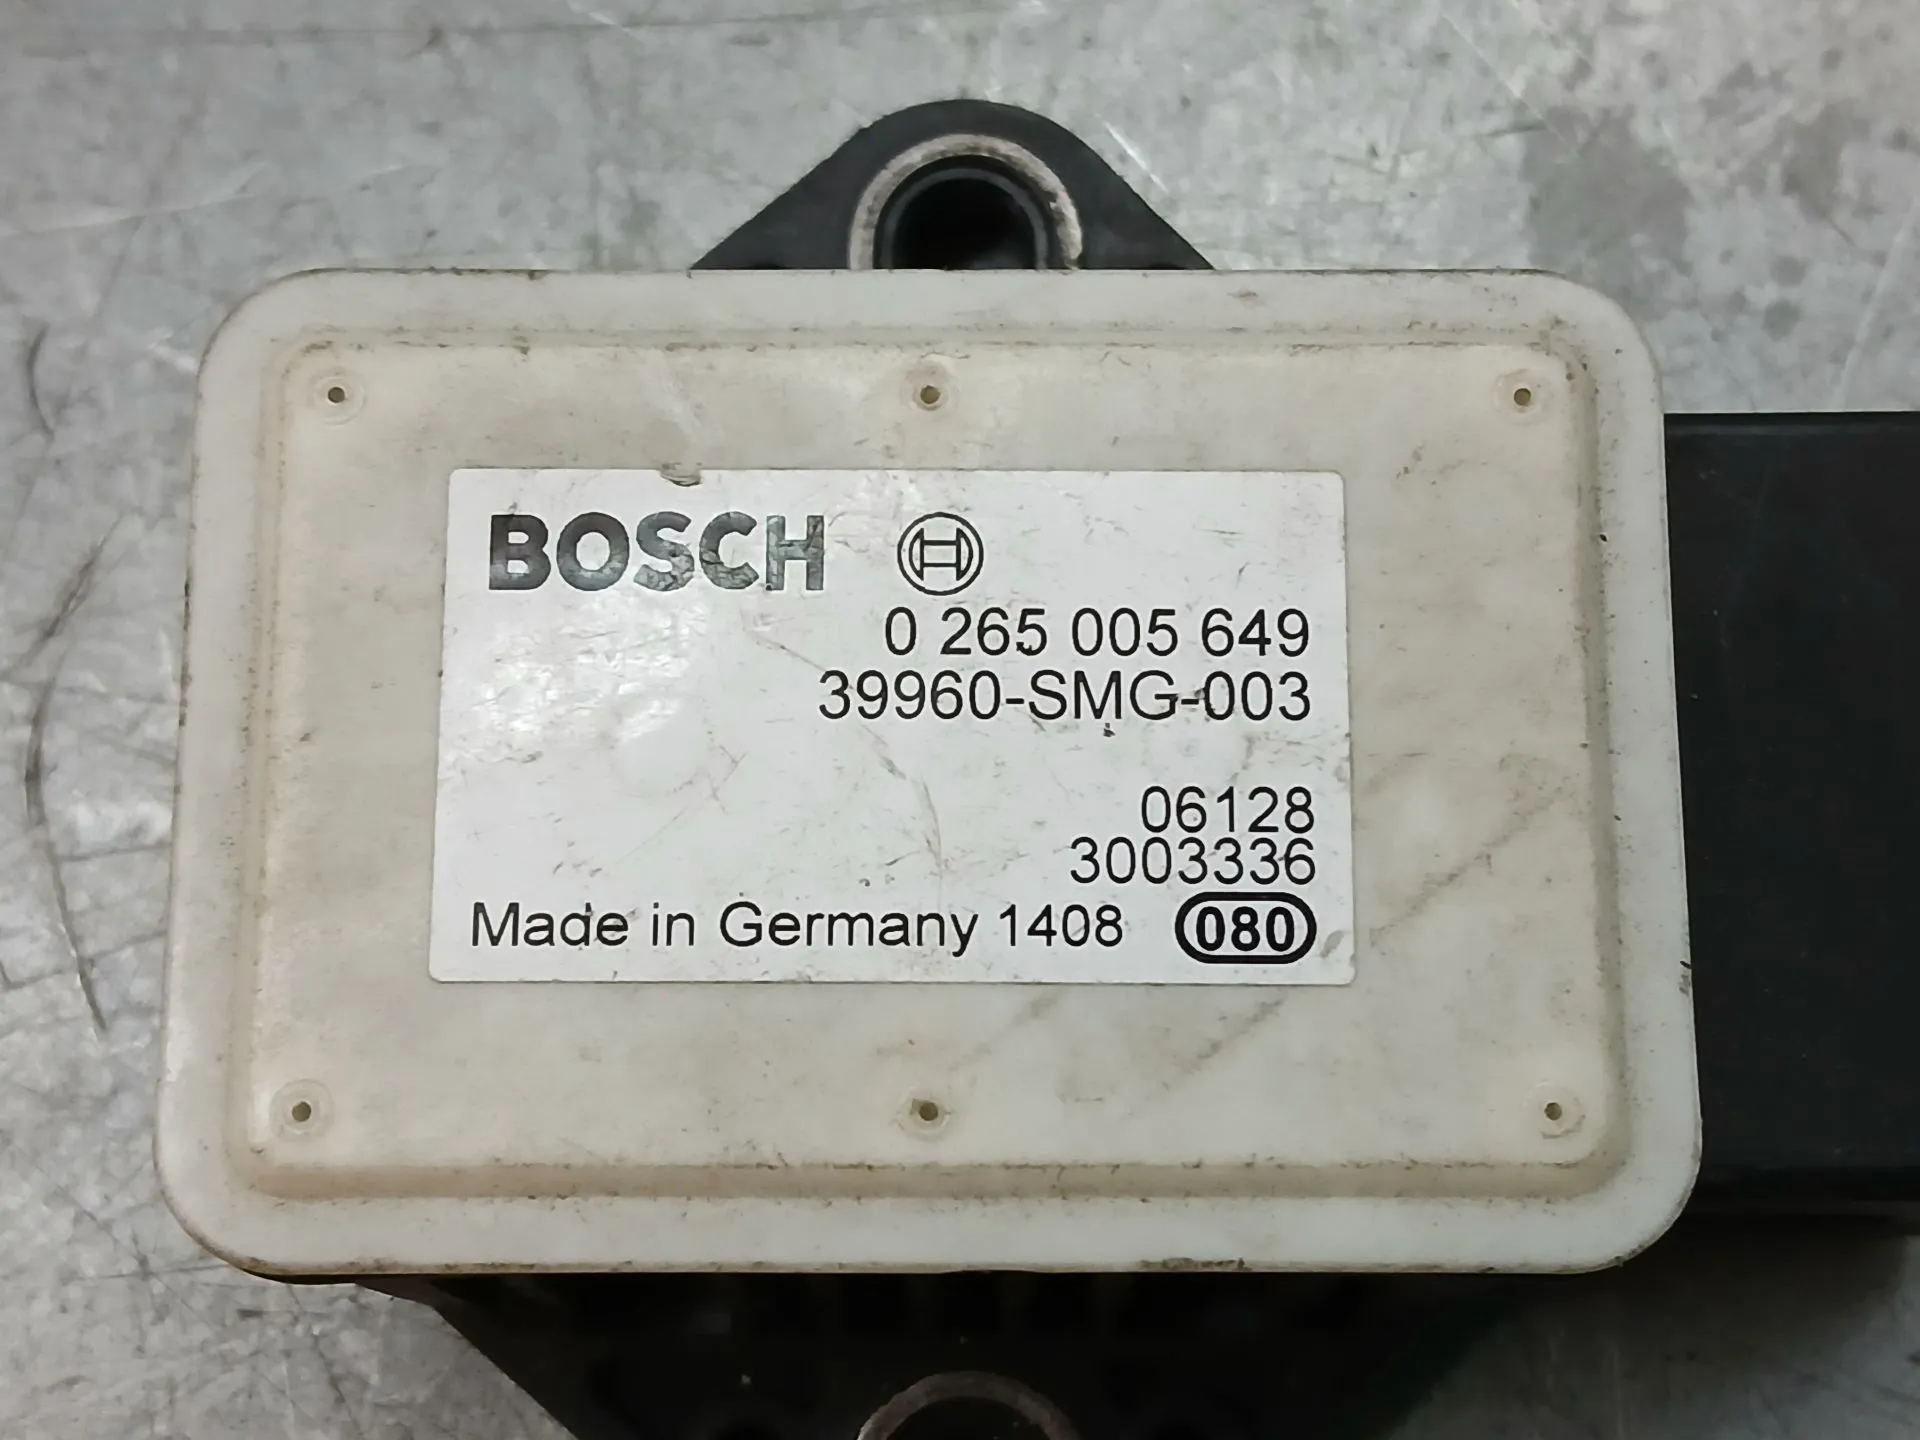 BOSCH
0 265 005 649
39960-SMG-003
06128
3003336
Made in Germany 1408 080